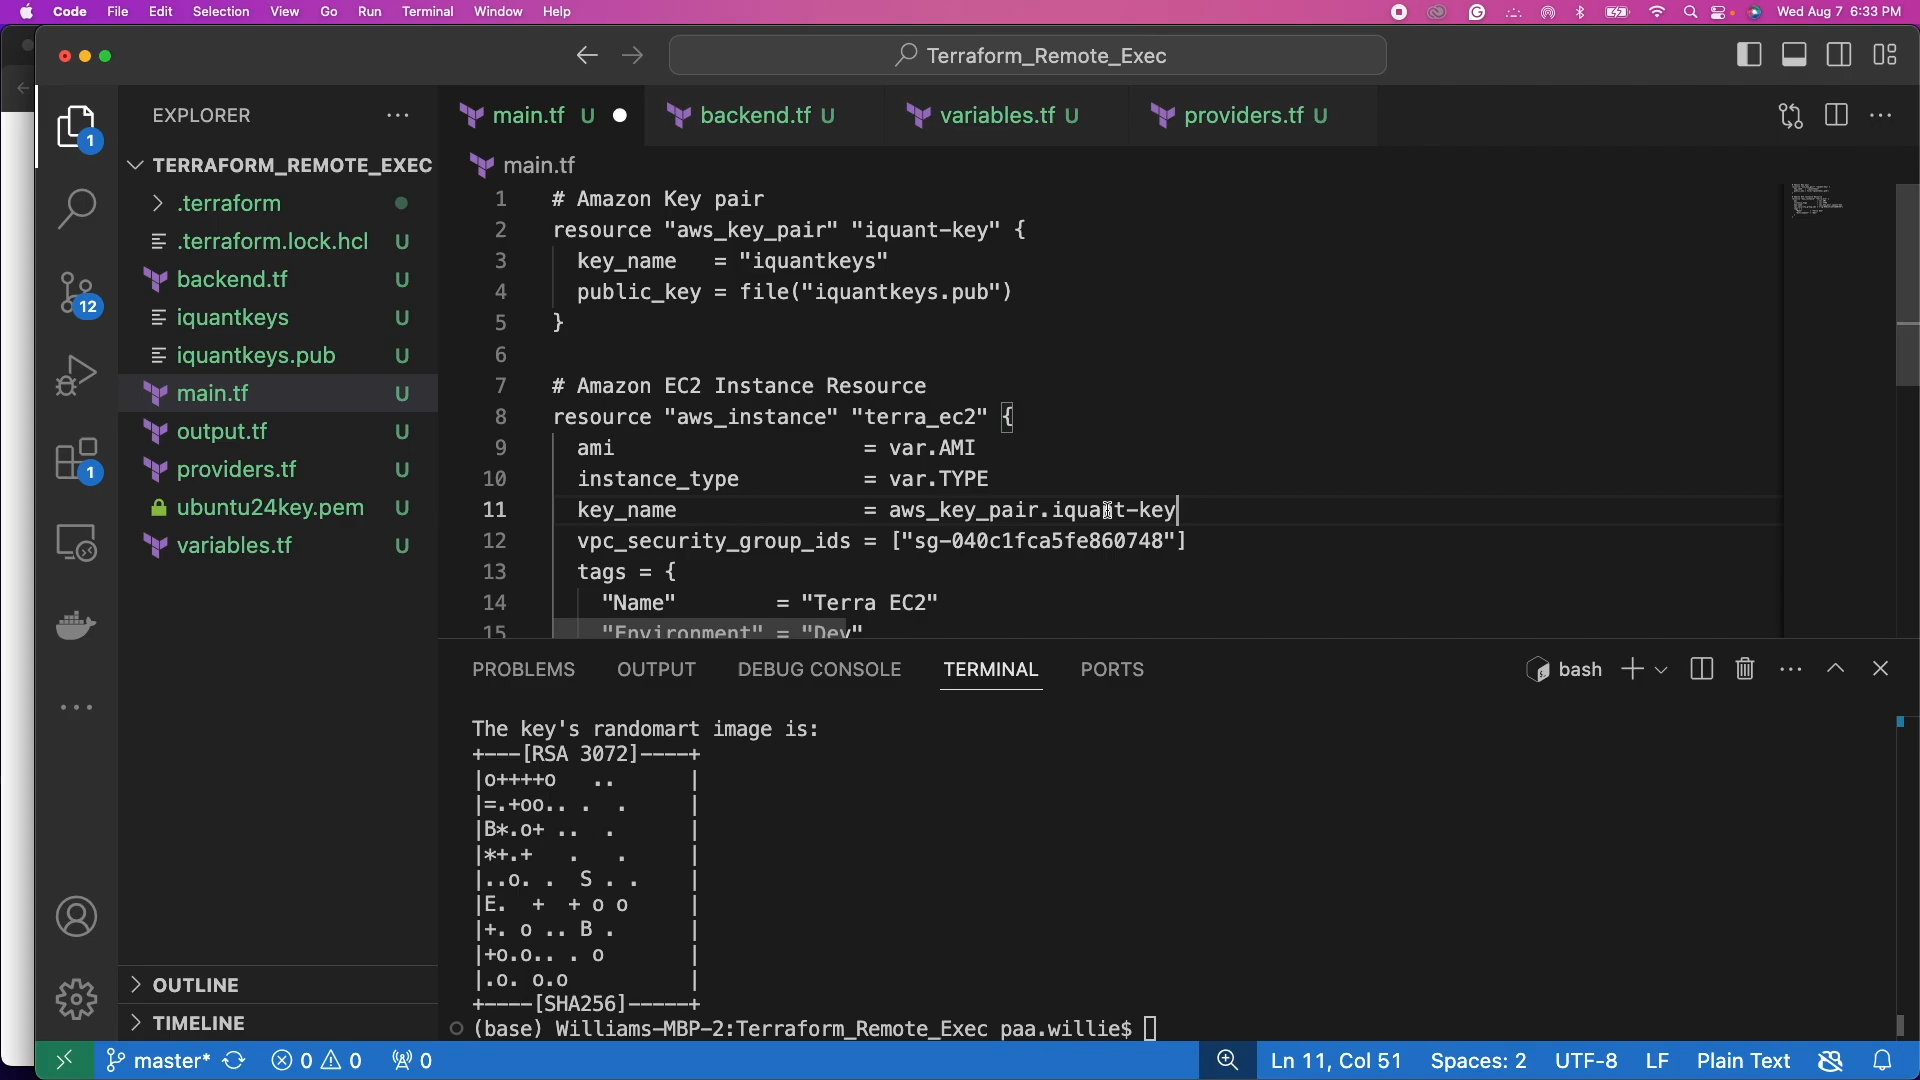 Code File Edit Selection View Go Run Terminal Window Help Wed Aug 7 6:33 PM
Terraform_Remote_Exec
EXPLORER
main.tf U
backend.tf U
variables.tf U
providers.tf U
TERRAFORM_REMOTE_EXEC
main.tf
.terraform
.terraform.lock.hcl U
backend.tf U
iquantkeys U
iquantkeys.pub U
main.tf U
output.tf U
providers.tf U
ubuntu24key.pem U
variables.tf U
1
12
1
1 # Amazon Key pair
2 resource "aws_key_pair" "iquant-key" {
3 key_name = "iquantkeys"
4 public_key = file("iquantkeys.pub")
5 }
6
7 # Amazon EC2 Instance Resource
8 resource "aws_instance" "terra_ec2" {
9 ami = var.AMI
10 instance_type = var.TYPE
11 key_name = aws_key_pair.iquant-key
12 vpc_security_group_ids = ["sg-040c1fca5fe860748"]
13 tags = {
14 "Name" = "Terra EC2"
15 "Environment" = "Dev"
PROBLEMS OUTPUT DEBUG CONSOLE TERMINAL PORTS
bash
The key's randomart image is:
+---[RSA 3072]----+
|o++++o   ..      |
|=.+oo.. .  .     |
|B*.o+ ..  .      |
|*+.+   .   .     |
|..o. .  S . .    |
|E.  +  + o o     |
|+. o .. B .      |
|+o.o.. . o       |
|.o. o.o          |
+----[SHA256]-----+
(base) Williams-MBP-2:Terraform_Remote_Exec paa.willie$
OUTLINE
TIMELINE
master* 0 0 0 Ln 11, Col 51 Spaces: 2 UTF-8 LF Plain Text